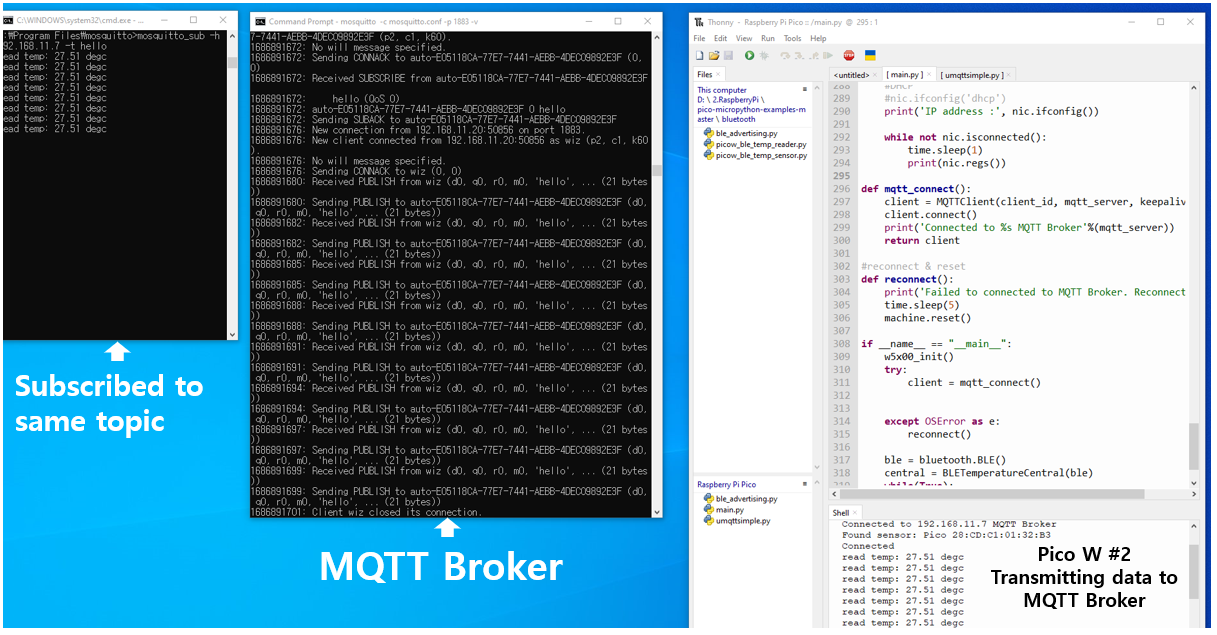 C:\WINDOWS\system32\cmd.exe - ...
:₩Program Files₩mosquitto>mosquitto_sub -h
92.168.11.7 -t hello
ead temp: 27.51 degc
ead temp: 27.51 degc
ead temp: 27.51 degc
ead temp: 27.51 degc
ead temp: 27.51 degc
ead temp: 27.51 degc
ead temp: 27.51 degc
ead temp: 27.51 degc
Subscribed to
same topic
Command Prompt - mosquitto -c mosquitto.conf -p 1883 -v
7-7441-AEBB-4DEC09892E3F (p2, c1, k60).
1686891672: No will message specified.
1686891672: Sending CONNACK to auto-E05118CA-77E7-7441-AEBB-4DEC09892E3F (0,
0)
1686891672: Received SUBSCRIBE from auto-E05118CA-77E7-7441-AEBB-4DEC09892E3F
1686891672: hello (QoS 0)
1686891672: auto-E05118CA-77E7-7441-AEBB-4DEC09892E3F 0 hello
1686891672: Sending SUBACK to auto-E05118CA-77E7-7441-AEBB-4DEC09892E3F
1686891676: New connection from 192.168.11.20:50856 on port 1883.
1686891676: New client connected from 192.168.11.20:50856 as wiz (p2, c1, k60
).
1686891676: No will message specified.
1686891676: Sending CONNACK to wiz (0, 0)
1686891680: Received PUBLISH from wiz (d0, q0, r0, m0, 'hello', ... (21 bytes
))
1686891680: Sending PUBLISH to auto-E05118CA-77E7-7441-AEBB-4DEC09892E3F (d0,
q0, r0, m0, 'hello', ... (21 bytes))
1686891682: Received PUBLISH from wiz (d0, q0, r0, m0, 'hello', ... (21 bytes
))
1686891682: Sending PUBLISH to auto-E05118CA-77E7-7441-AEBB-4DEC09892E3F (d0,
q0, r0, m0, 'hello', ... (21 bytes))
1686891685: Received PUBLISH from wiz (d0, q0, r0, m0, 'hello', ... (21 bytes
))
1686891685: Sending PUBLISH to auto-E05118CA-77E7-7441-AEBB-4DEC09892E3F (d0,
q0, r0, m0, 'hello', ... (21 bytes))
1686891688: Received PUBLISH from wiz (d0, q0, r0, m0, 'hello', ... (21 bytes
))
1686891688: Sending PUBLISH to auto-E05118CA-77E7-7441-AEBB-4DEC09892E3F (d0,
q0, r0, m0, 'hello', ... (21 bytes))
1686891691: Received PUBLISH from wiz (d0, q0, r0, m0, 'hello', ... (21 bytes
))
1686891691: Sending PUBLISH to auto-E05118CA-77E7-7441-AEBB-4DEC09892E3F (d0,
q0, r0, m0, 'hello', ... (21 bytes))
1686891694: Received PUBLISH from wiz (d0, q0, r0, m0, 'hello', ... (21 bytes
))
1686891694: Sending PUBLISH to auto-E05118CA-77E7-7441-AEBB-4DEC09892E3F (d0,
q0, r0, m0, 'hello', ... (21 bytes))
1686891697: Received PUBLISH from wiz (d0, q0, r0, m0, 'hello', ... (21 bytes
))
1686891697: Sending PUBLISH to auto-E05118CA-77E7-7441-AEBB-4DEC09892E3F (d0,
q0, r0, m0, 'hello', ... (21 bytes))
1686891699: Received PUBLISH from wiz (d0, q0, r0, m0, 'hello', ... (21 bytes
))
1686891699: Sending PUBLISH to auto-E05118CA-77E7-7441-AEBB-4DEC09892E3F (d0,
q0, r0, m0, 'hello', ... (21 bytes))
1686891701: Client wiz closed its connection.
MQTT Broker
Thonny - Raspberry Pi Pico :: /main.py @ 295 : 1
File Edit View Run Tools Help
Files
This computer
D: \ 2.RaspberryPi \
pico-micropython-examples-m
aster \ bluetooth
ble_advertising.py
picow_ble_temp_reader.py
picow_ble_temp_sensor.py
Raspberry Pi Pico
ble_advertising.py
main.py
umqttsimple.py
<untitled> [ main.py ] [ umqttsimple.py ]
288 #DHCP
289 #nic.ifconfig('dhcp')
290 print('IP address :', nic.ifconfig())
291
292 while not nic.isconnected():
293 time.sleep(1)
294 print(nic.regs())
295
296 def mqtt_connect():
297 client = MQTTClient(client_id, mqtt_server, keepaliv
298 client.connect()
299 print('Connected to %s MQTT Broker'%(mqtt_server))
300 return client
301
302 #reconnect & reset
303 def reconnect():
304 print('Failed to connected to MQTT Broker. Reconnect
305 time.sleep(5)
306 machine.reset()
307
308 if __name__ == "__main__":
309 w5x00_init()
310 try:
311 client = mqtt_connect()
312
313
314 except OSError as e:
315 reconnect()
316
317 ble = bluetooth.BLE()
318 central = BLETemperatureCentral(ble)
319 while(True):
Shell
Connected to 192.168.11.7 MQTT Broker
Found sensor: Pico 28:CD:C1:01:32:B3
Connected
read temp: 27.51 degc
read temp: 27.51 degc
read temp: 27.51 degc
read temp: 27.51 degc
read temp: 27.51 degc
read temp: 27.51 degc
read temp: 27.51 degc
Pico W #2
Transmitting data to
MQTT Broker